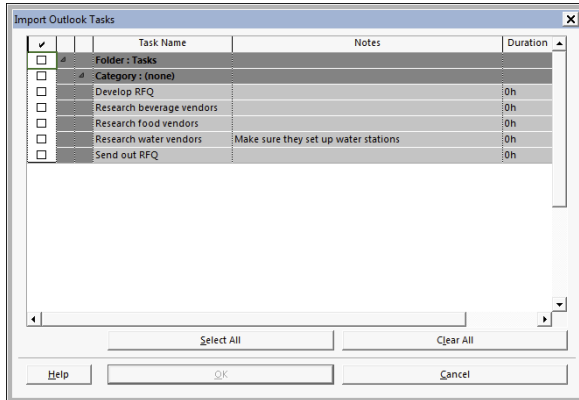 Import Outlook Tasks
Task Name Notes Duration
Folder : Tasks
Category : (none)
Develop RFQ 0h
Research beverage vendors 0h
Research food vendors 0h
Research water vendors Make sure they set up water stations 0h
Send out RFQ 0h
Select All Clear All
Help OK Cancel